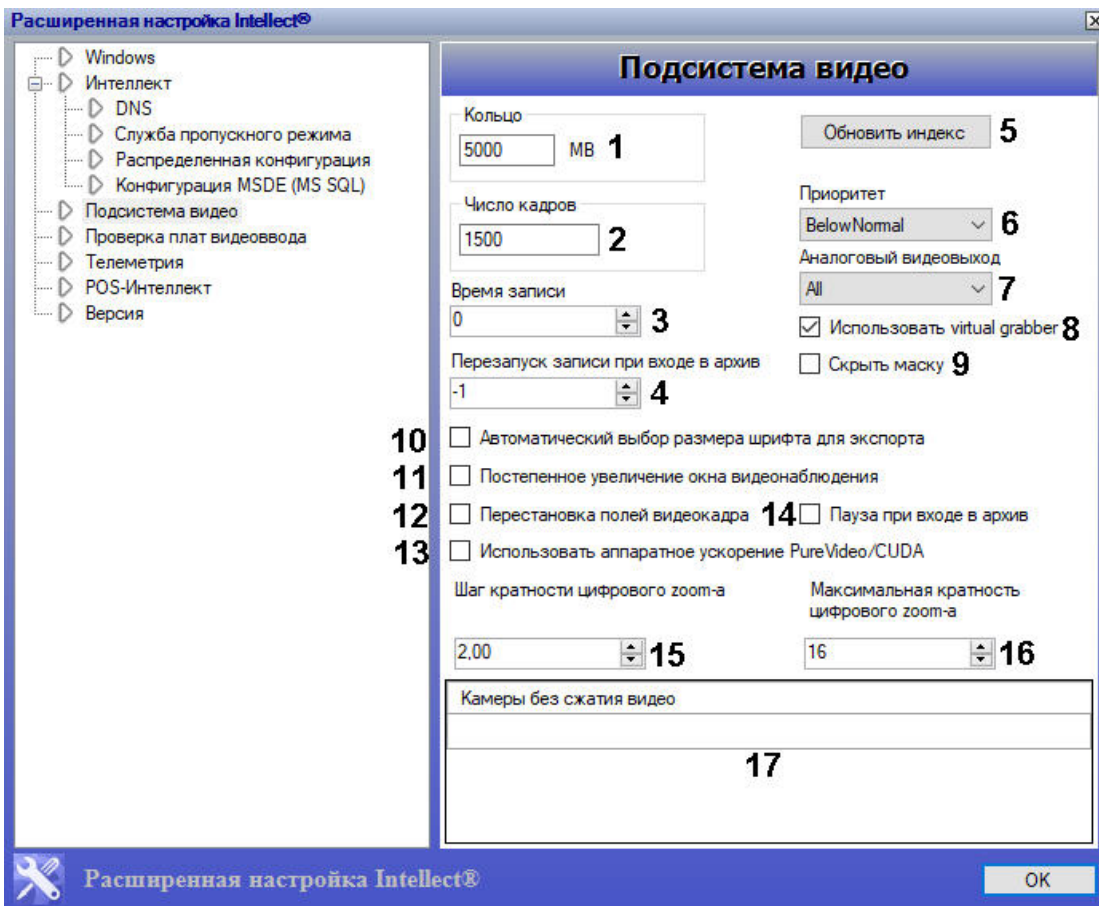 Расширенная настройка Intellect®
Windows
Интеллект
DNS
Служба пропускного режима
Распределенная конфигурация
Конфигурация MSDE (MS SQL)
Подсистема видео
Проверка плат видеоввода
Телеметрия
POS-Интеллект
Версия
Подсистема видео
Кольцо
5000 MB 1
Обновить индекс 5
Число кадров
1500 2
Приоритет
BelowNormal 6
Аналоговый видеовыход
All 7
Время записи
0 3
Использовать virtual grabber 8
Перезапуск записи при входе в архив
-1 4
Скрыть маску 9
10 Автоматический выбор размера шрифта для экспорта
11 Постепенное увеличение окна видеонаблюдения
12 Перестановка полей видеокадра 14 Пауза при входе в архив
13 Использовать аппаратное ускорение PureVideo/CUDA
Шаг кратности цифрового zoom-а
2,00 15
Максимальная кратность
цифрового zoom-а
16 16
Камеры без сжатия видео
17
Расширенная настройка Intellect®
OK